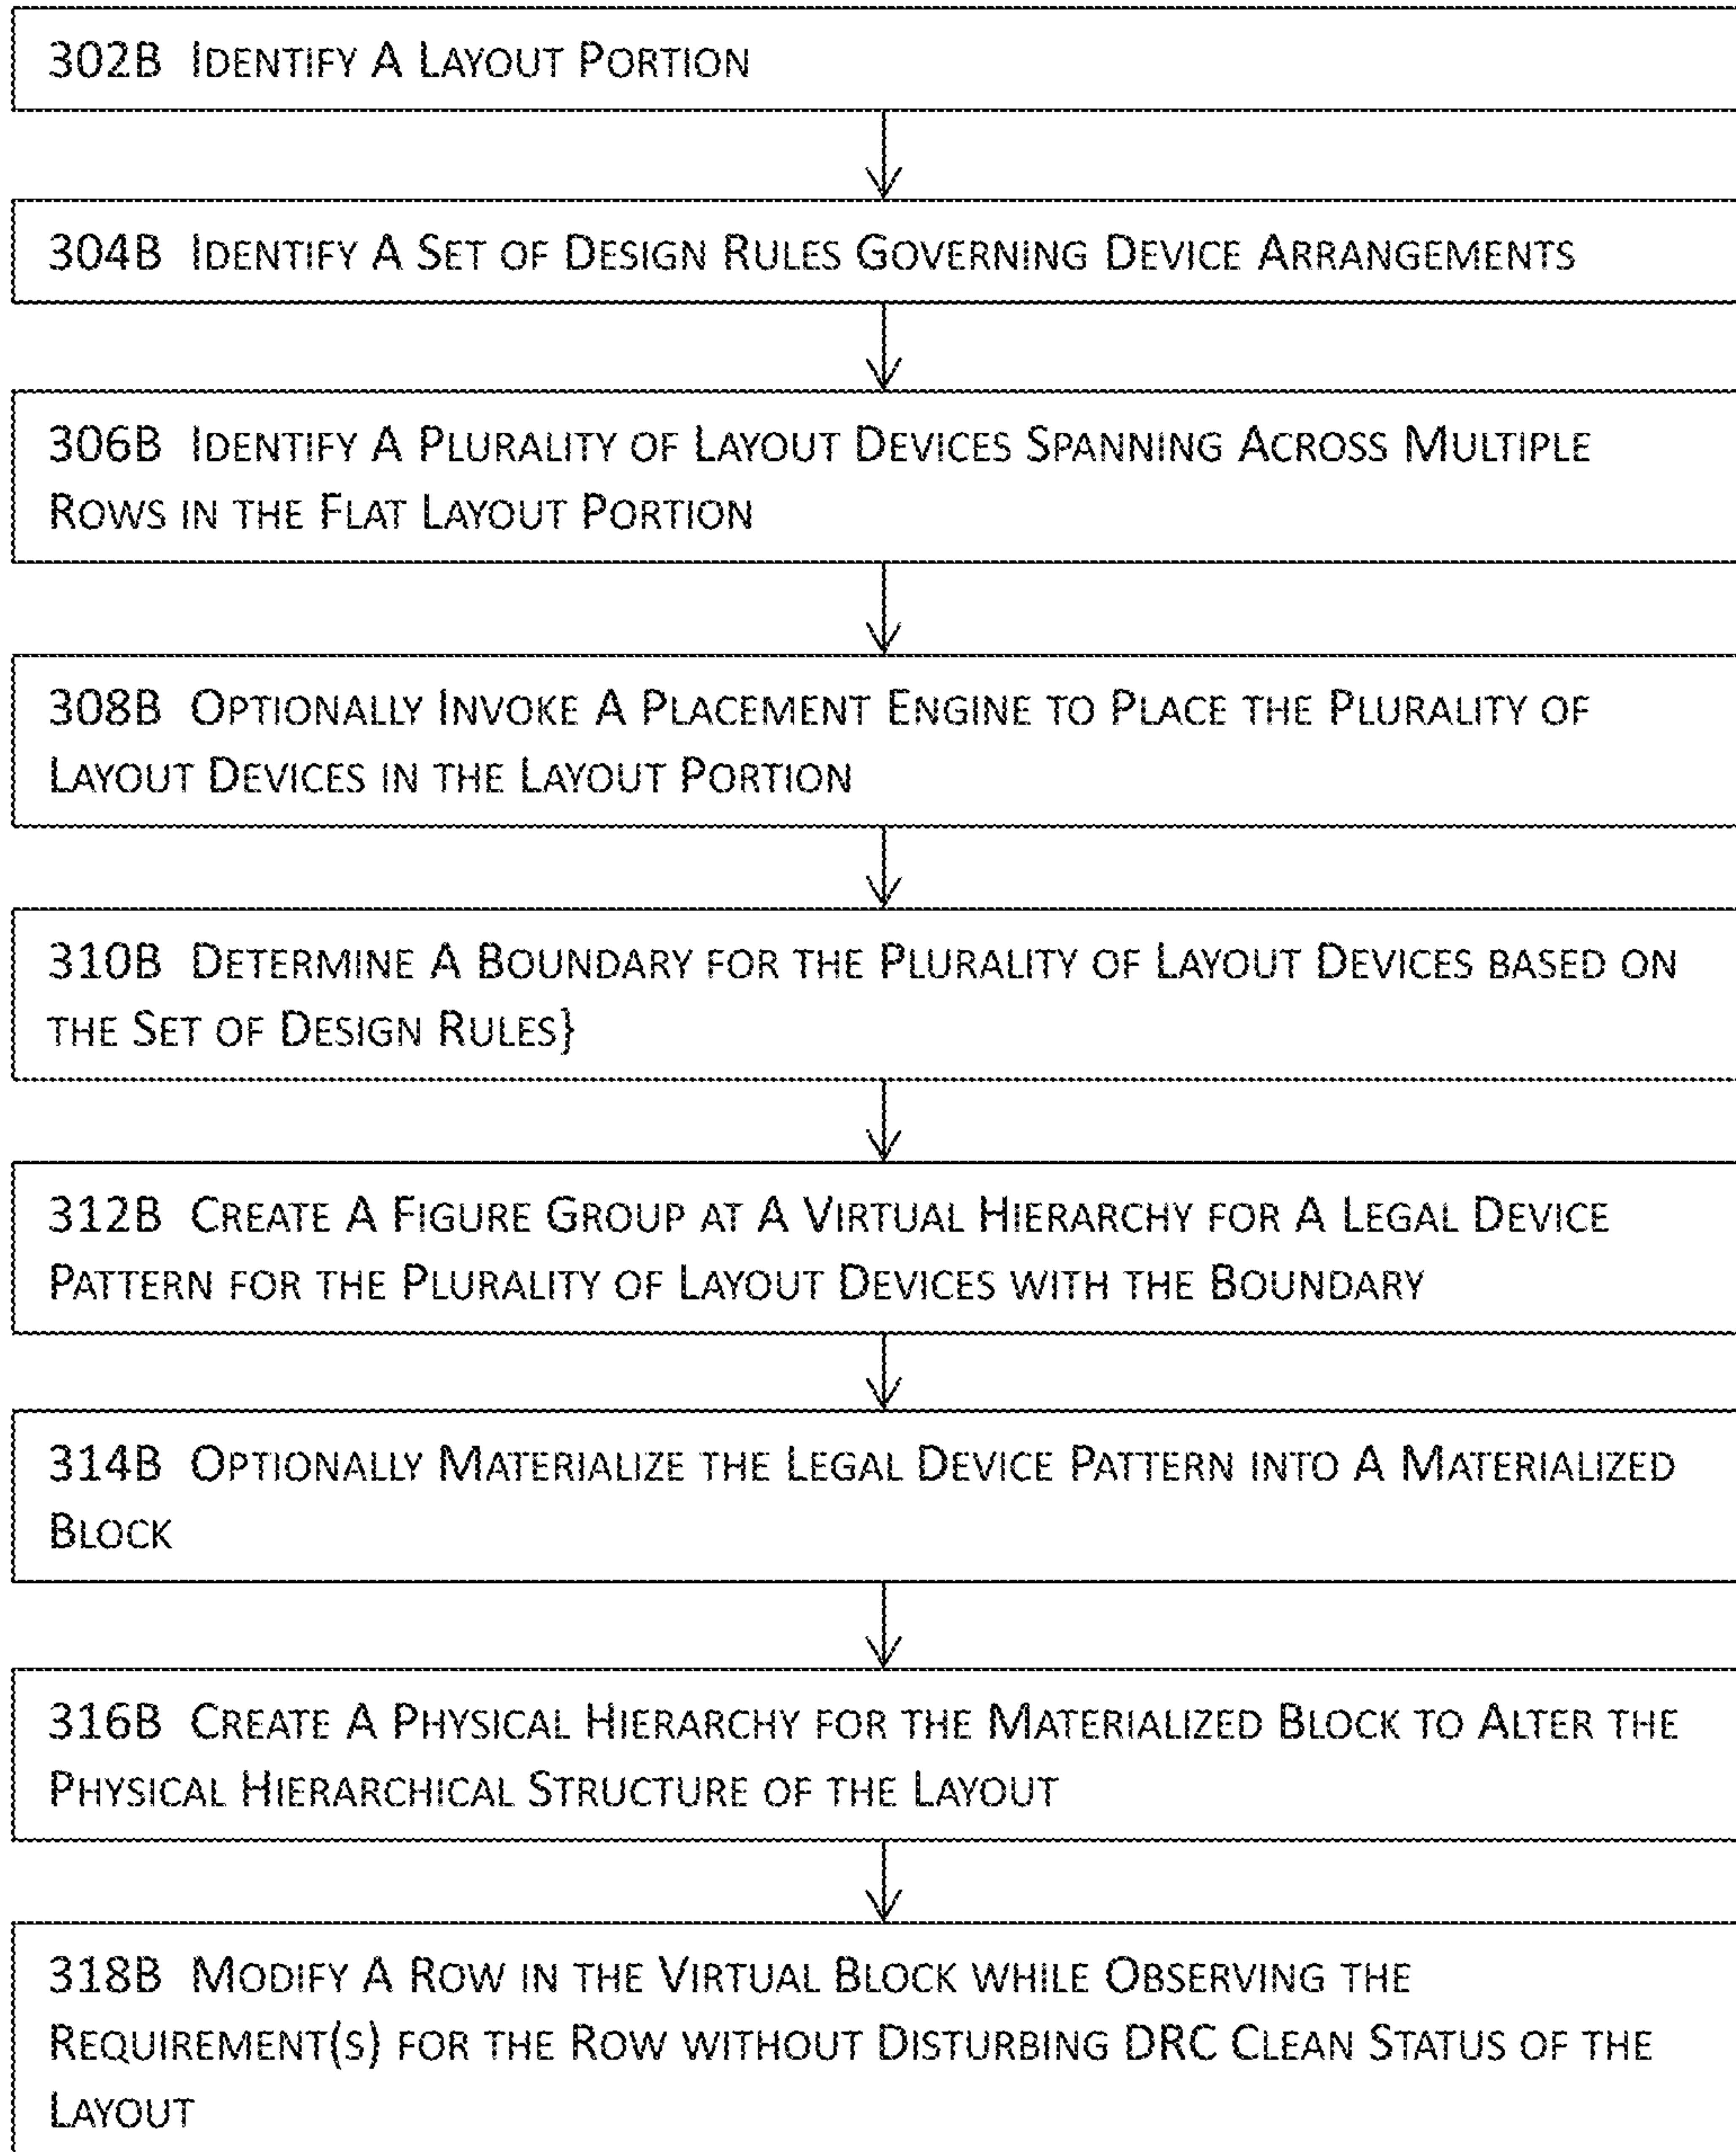 302B IDENTIFY A LAYOUT PORTION
304B IDENTIFY A SET OF DESIGN RULES GOVERNING DEVICE ARRANGEMENTS
306B IDENTIFY A PLURALITY OF LAYOUT DEVICES SPANNING ACROSS MULTIPLE
ROWS IN THE FLAT LAYOUT PORTION
308B OPTIONALLY INVOKE A PLACEMENT ENGINE TO PLACE THE PLURALITY OF
LAYOUT DEVICES IN THE LAYOUT PORTION
310B DETERMINE A BOUNDARY FOR THE PLURALITY OF LAYOUT DEVICES BASED ON
THE SET OF DESIGN RULES}
312B CREATE A FIGURE GROUP AT A VIRTUAL HIERARCHY FOR A LEGAL DEVICE
PATTERN FOR THE PLURALITY OF LAYOUT DEVICES WITH THE BOUNDARY
314B OPTIONALLY MATERIALIZE THE LEGAL DEVICE PATTERN INTO A MATERIALIZED
BLOCK
316B CREATE A PHYSICAL HIERARCHY FOR THE MATERIALIZED BLOCK TO ALTER THE
PHYSICAL HIERARCHICAL STRUCTURE OF THE LAYOUT
318B MODIFY A ROW IN THE VIRTUAL BLOCK WHILE OBSERVING THE
REQUIREMENT(S) FOR THE ROW WITHOUT DISTURBING DRC CLEAN STATUS OF THE
LAYOUT